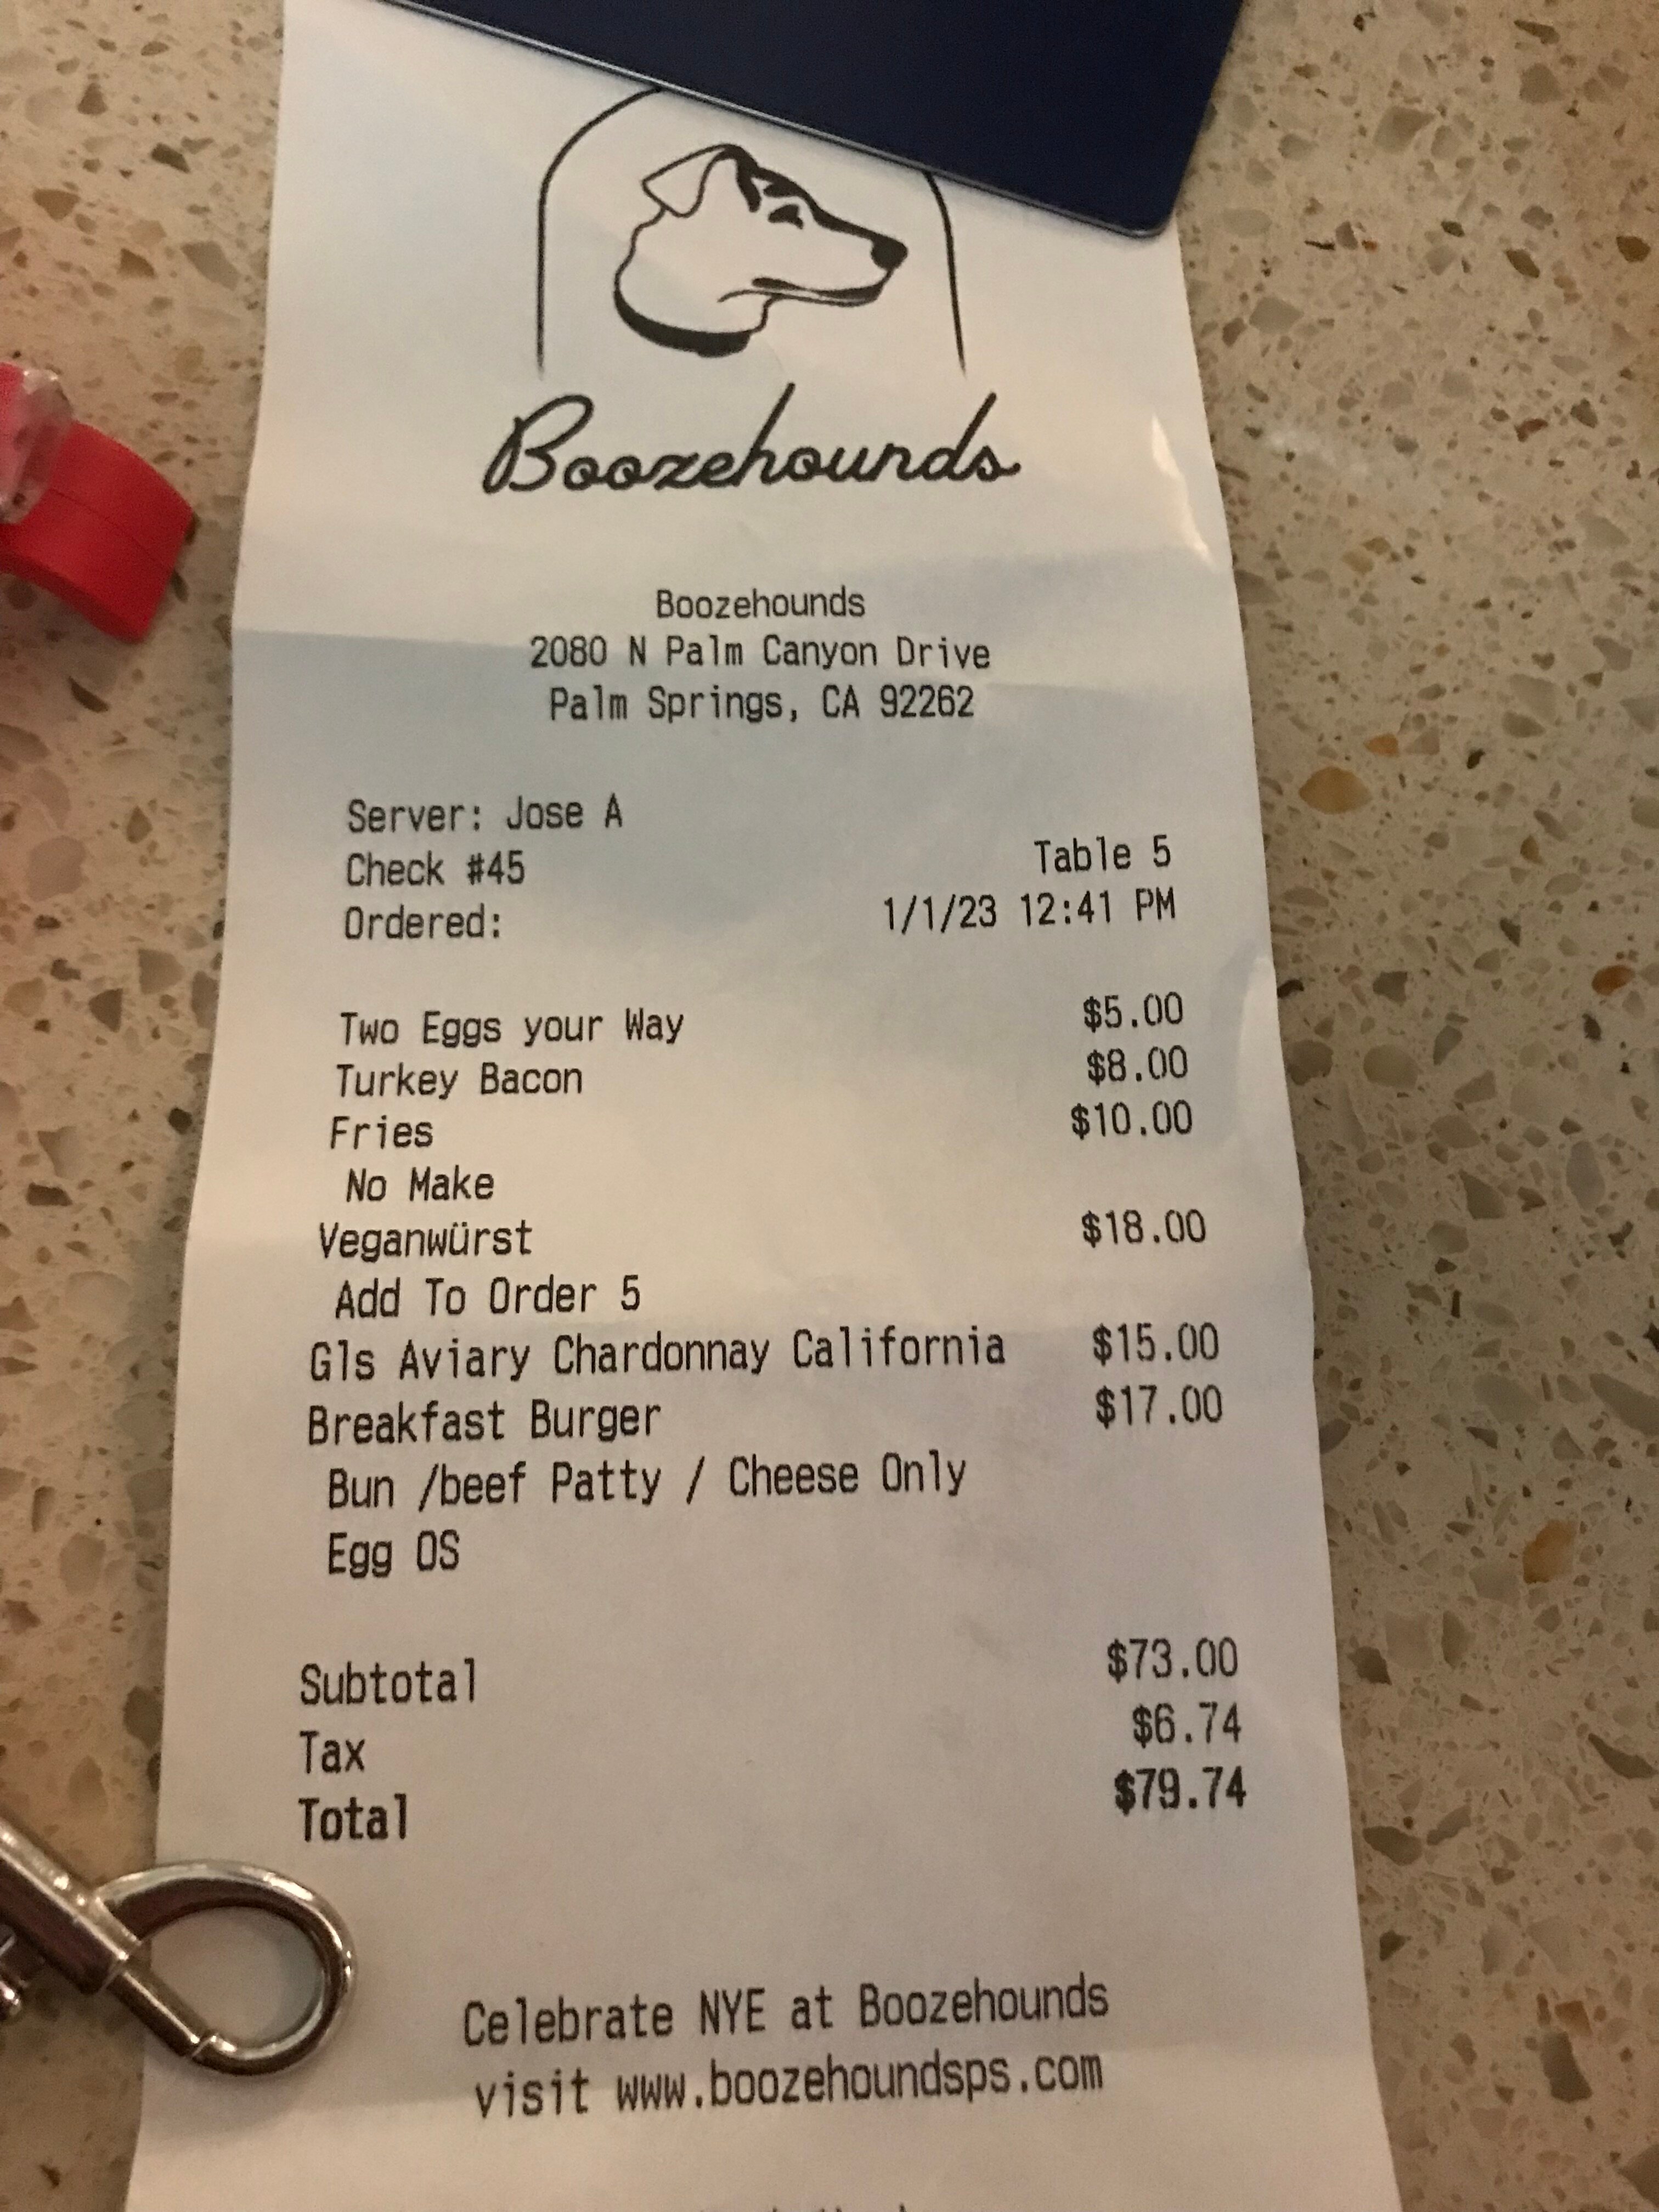 Boozehounds
Boozehounds
2080 N Palm Canyon Drive
Palm Springs, CA 92262
Server: Jose A
Check #45 Table 5
Ordered: 1/1/23 12:41 PM
Two Eggs your Way $5.00
Turkey Bacon $8.00
Fries $10.00
No Make
Veganwürst $18.00
Add To Order 5
Gls Aviary Chardonnay California $15.00
Breakfast Burger $17.00
Bun /beef Patty / Cheese Only
Egg OS
Subtotal $73.00
Tax $6.74
Total $79.74
Celebrate NYE at Boozehounds
visit www.boozehoundsps.com